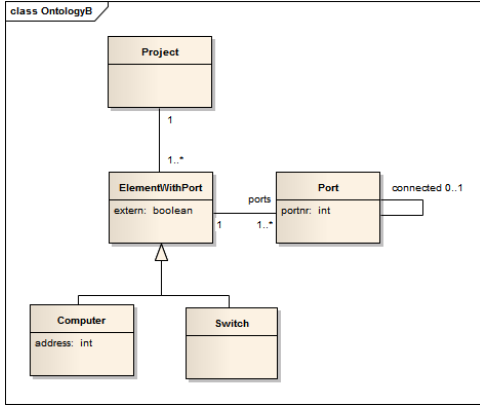 class OntologyB
Project
1
1..*
ElementWithPort
extern: boolean
ports
1
1..*
Port
portnr: int
connected 0..1
Computer
address: int
Switch